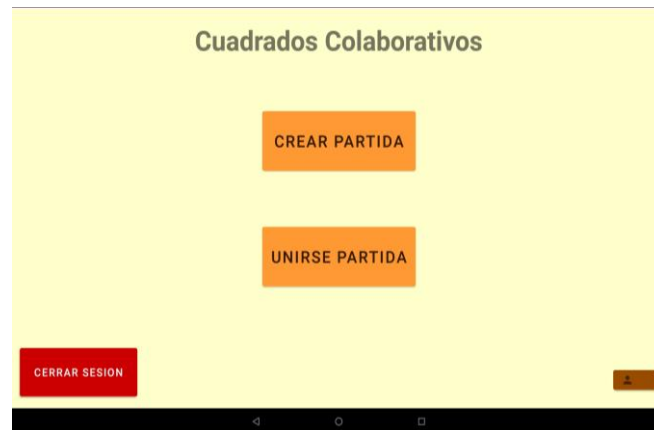 Cuadrados Colaborativos
CREAR PARTIDA
UNIRSE PARTIDA
CERRAR SESION